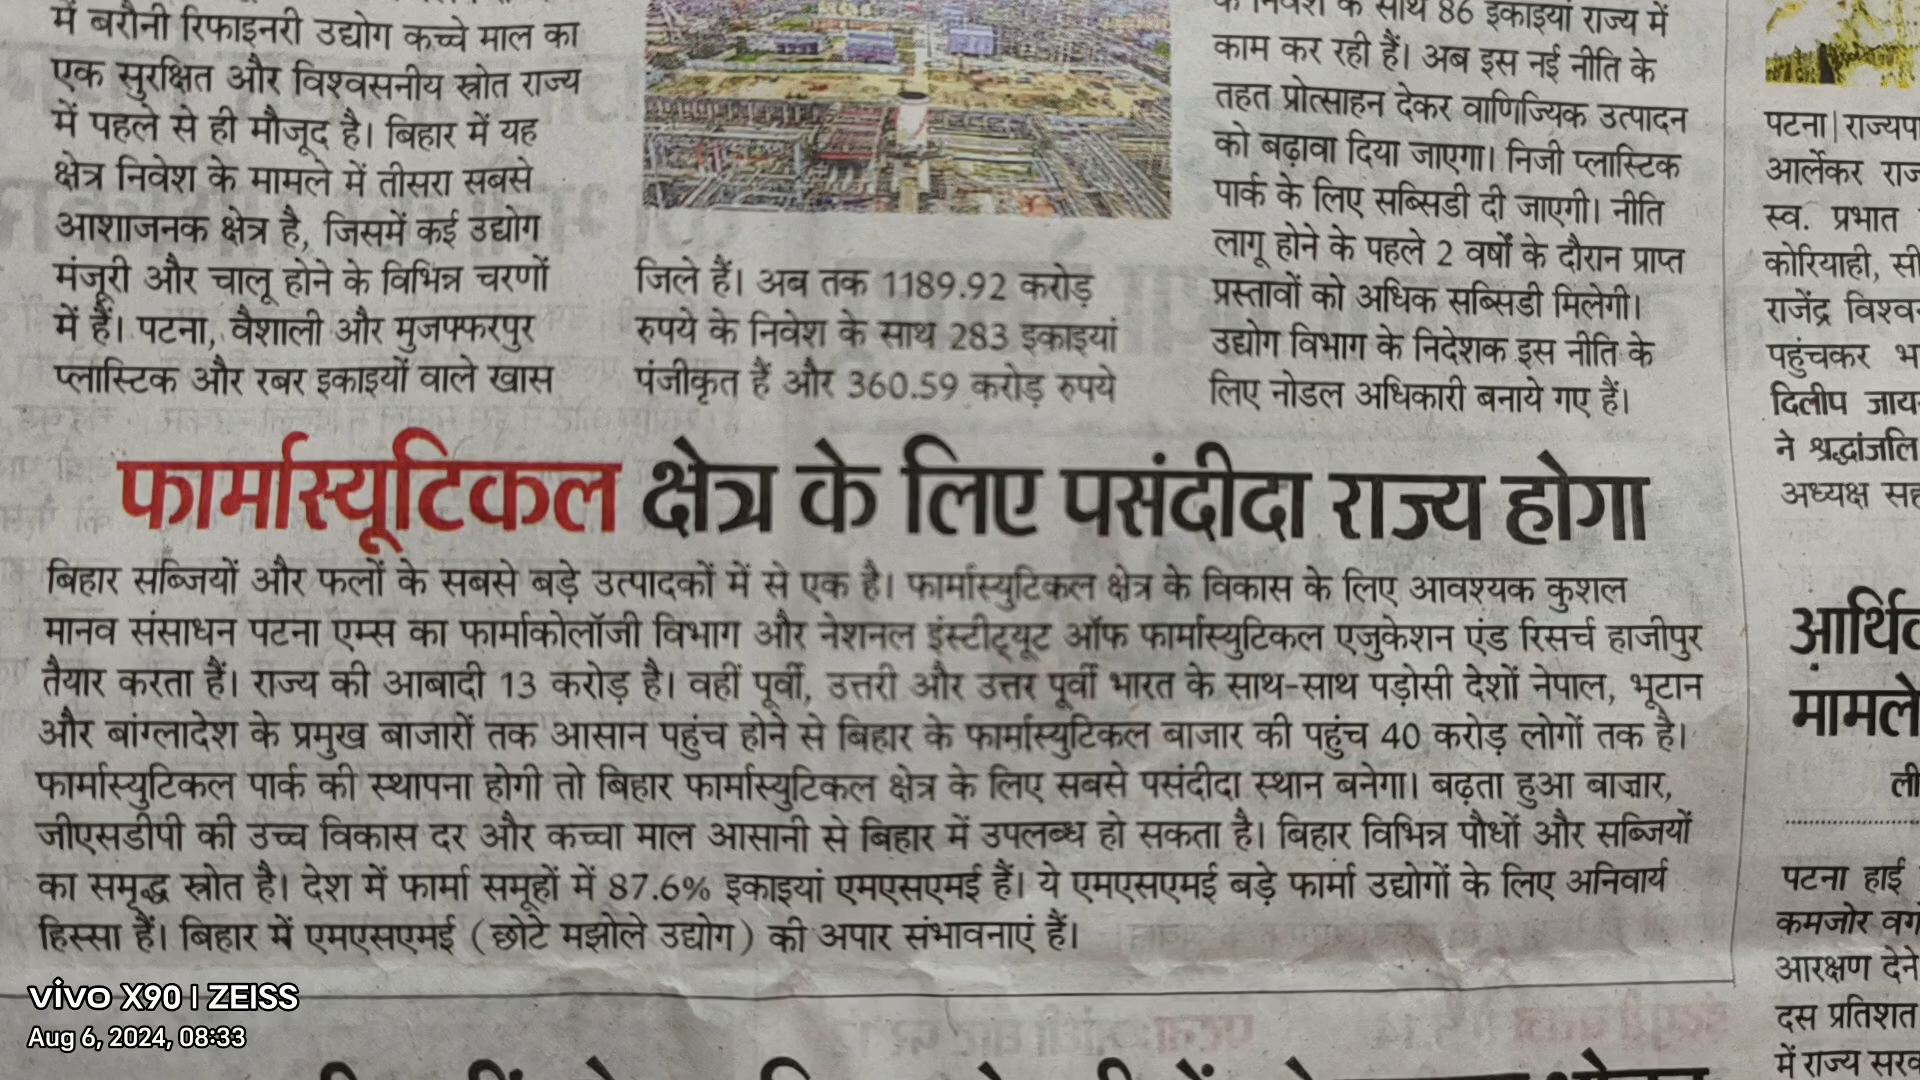 में बरौनी रिफाइनरी उद्योग कच्चे माल का
एक सुरक्षित और विश्वसनीय स्रोत राज्य
में पहले से ही मौजूद है। बिहार में यह
क्षेत्र निवेश के मामले में तीसरा सबसे
आशाजनक क्षेत्र है, जिसमें कई उद्योग
मंजूरी और चालू होने के विभिन्न चरणों
में हैं। पटना, वैशाली और मुजफ्फरपुर
प्लास्टिक और रबर इकाइयों वाले खास
जिले हैं। अब तक 1189.92 करोड़
रुपये के निवेश के साथ 283 इकाइयां
पंजीकृत हैं और 360.59 करोड़ रुपये
के निवेश के साथ 86 इकाइयां राज्य में
काम कर रही हैं। अब इस नई नीति के
तहत प्रोत्साहन देकर वाणिज्यिक उत्पादन
को बढ़ावा दिया जाएगा। निजी प्लास्टिक
पार्क के लिए सब्सिडी दी जाएगी। नीति
लागू होने के पहले 2 वर्षों के दौरान प्राप्त
प्रस्तावों को अधिक सब्सिडी मिलेगी।
उद्योग विभाग के निदेशक इस नीति के
लिए नोडल अधिकारी बनाये गए हैं।
फार्मास्यूटिकल क्षेत्र के लिए पसंदीदा राज्य होगा
बिहार सब्जियों और फलों के सबसे बड़े उत्पादकों में से एक है। फार्मास्युटिकल क्षेत्र के विकास के लिए आवश्यक कुशल
मानव संसाधन पटना एम्स का फार्माकोलॉजी विभाग और नेशनल इंस्टीट्यूट ऑफ फार्मास्युटिकल एजुकेशन एंड रिसर्च हाजीपुर
तैयार करता हैं। राज्य की आबादी 13 करोड़ है। वहीं पूर्वी, उत्तरी और उत्तर पूर्वी भारत के साथ-साथ पड़ोसी देशों नेपाल, भूटान
और बांग्लादेश के प्रमुख बाजारों तक आसान पहुंच होने से बिहार के फार्मास्युटिकल बाजार की पहुंच 40 करोड़ लोगों तक है।
फार्मास्युटिकल पार्क की स्थापना होगी तो बिहार फार्मास्युटिकल क्षेत्र के लिए सबसे पसंदीदा स्थान बनेगा। बढ़ता हुआ बाजार,
जीएसडीपी की उच्च विकास दर और कच्चा माल आसानी से बिहार में उपलब्ध हो सकता है। बिहार विभिन्न पौधों और सब्जियों
का समृद्ध स्रोत है। देश में फार्मा समूहों में 87.6% इकाइयां एमएसएमई हैं। ये एमएसएमई बड़े फार्मा उद्योगों के लिए अनिवार्य
हिस्सा हैं। बिहार में एमएसएमई (छोटे मझोले उद्योग) की अपार संभावनाएं हैं।
पटना|राज्यप
आर्लेकर राज
स्व. प्रभात
कोरियाही, सी
राजेंद्र विश्व
पहुंचकर भ
दिलीप जाय
ने श्रद्धांजलि
अध्यक्ष सह
आर्थि
मामले
ली
पटना हाई
कमजोर वर्ग
आरक्षण देने
दस प्रतिशत
में राज्य सर
vivo X90 | ZEISS
Aug 6, 2024, 08:33